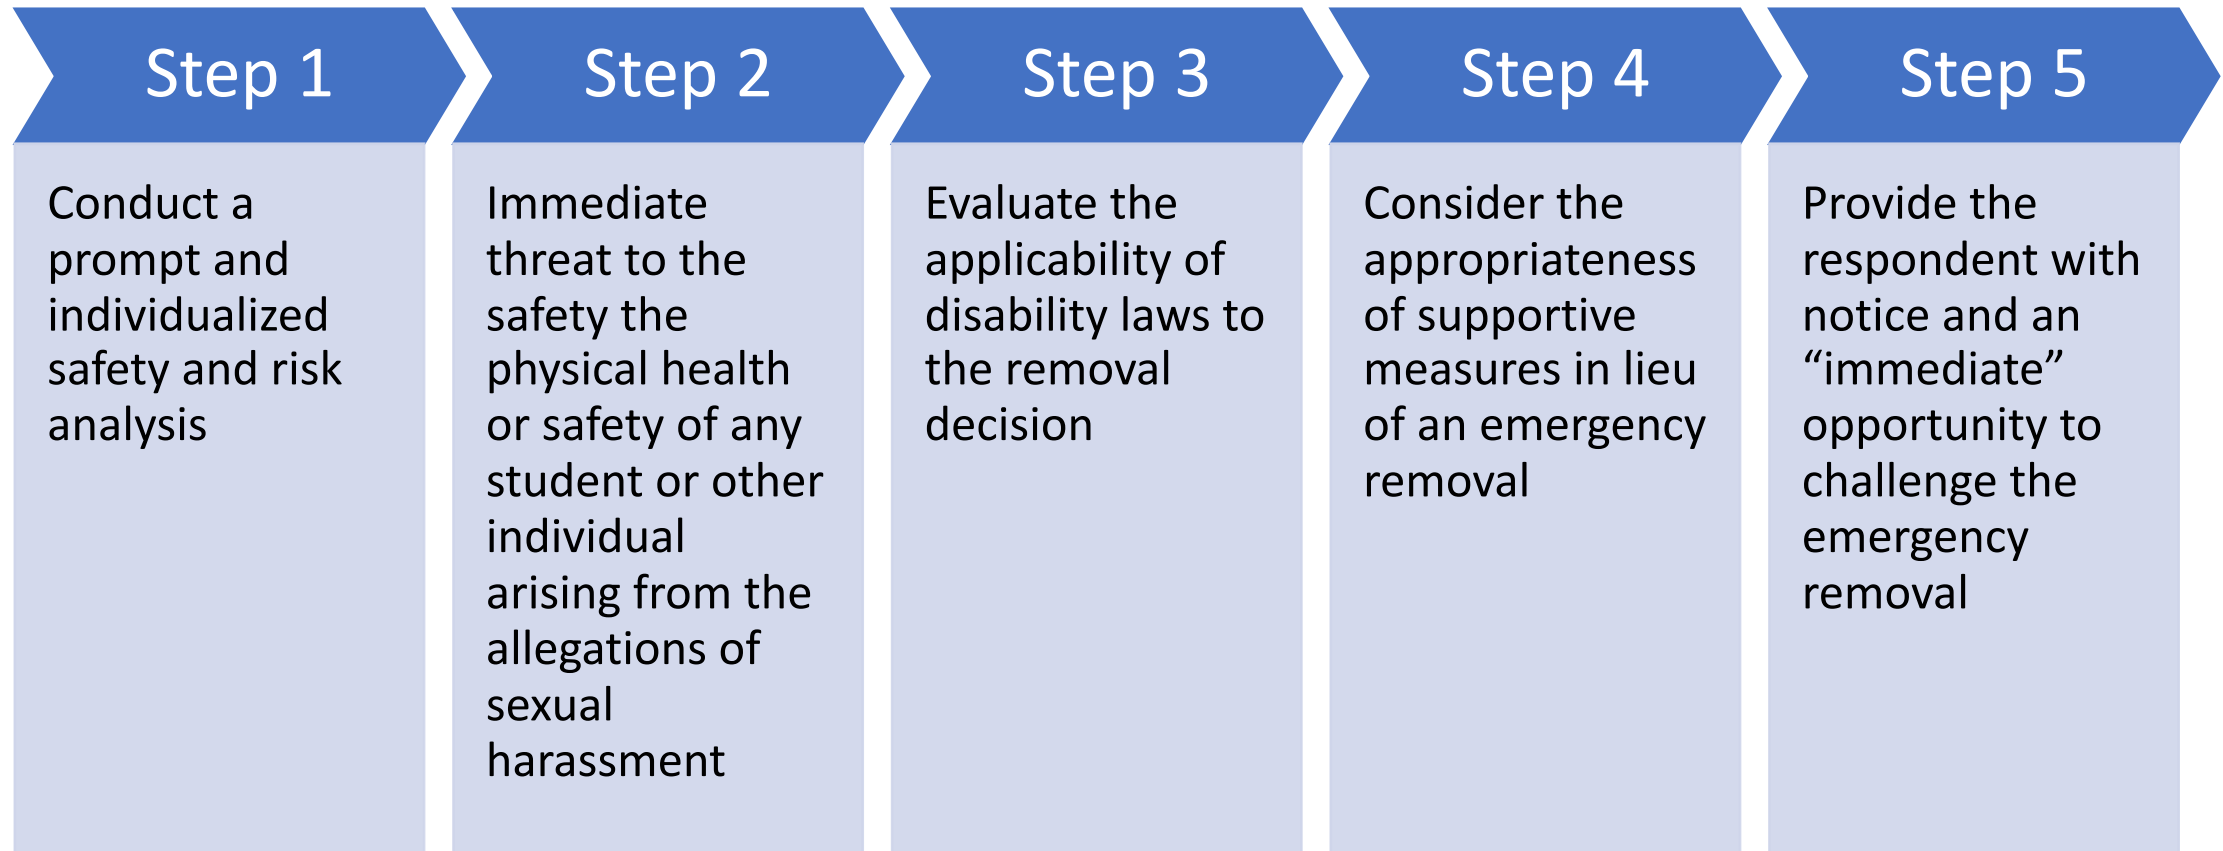 Step 1
Conduct a
prompt and
individualized
safety and risk
analysis
Step 2
Immediate
threat to the
safety the
physical health
or safety of any
student or other
individual
arising from the
allegations of
sexual
harassment
Step 3
Evaluate the
applicability of
disability laws to
the removal
decision
Step 4
Consider the
appropriateness
of supportive
measures in lieu
of an emergency
removal
Step 5
Provide the
respondent with
notice and an
“immediate”
opportunity to
challenge the
emergency
removal